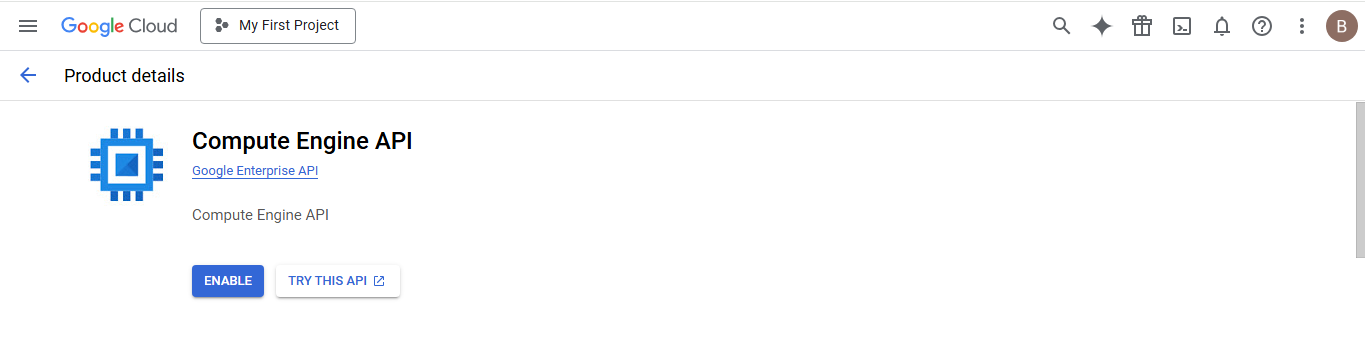 Google Cloud My First Project B
Product details
Compute Engine API
Google Enterprise API
Compute Engine API
ENABLE TRY THIS API